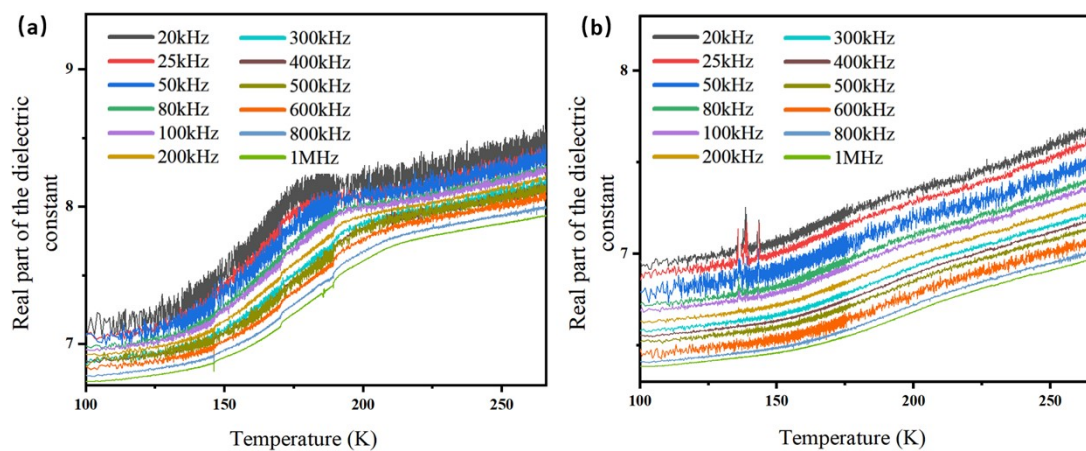 (a)
20kHz 300kHz
25kHz 400kHz
50kHz 500kHz
80kHz 600kHz
100kHz 800kHz
200kHz 1MHz
Real part of the dielectric
constant
9
8
7
100 150 200 250
Temperature (K)
(b)
20kHz 300kHz
25kHz 400kHz
50kHz 500kHz
80kHz 600kHz
100kHz 800kHz
200kHz 1MHz
Real part of the dielectric
constant
8
7
100 150 200 250
Temperature (K)